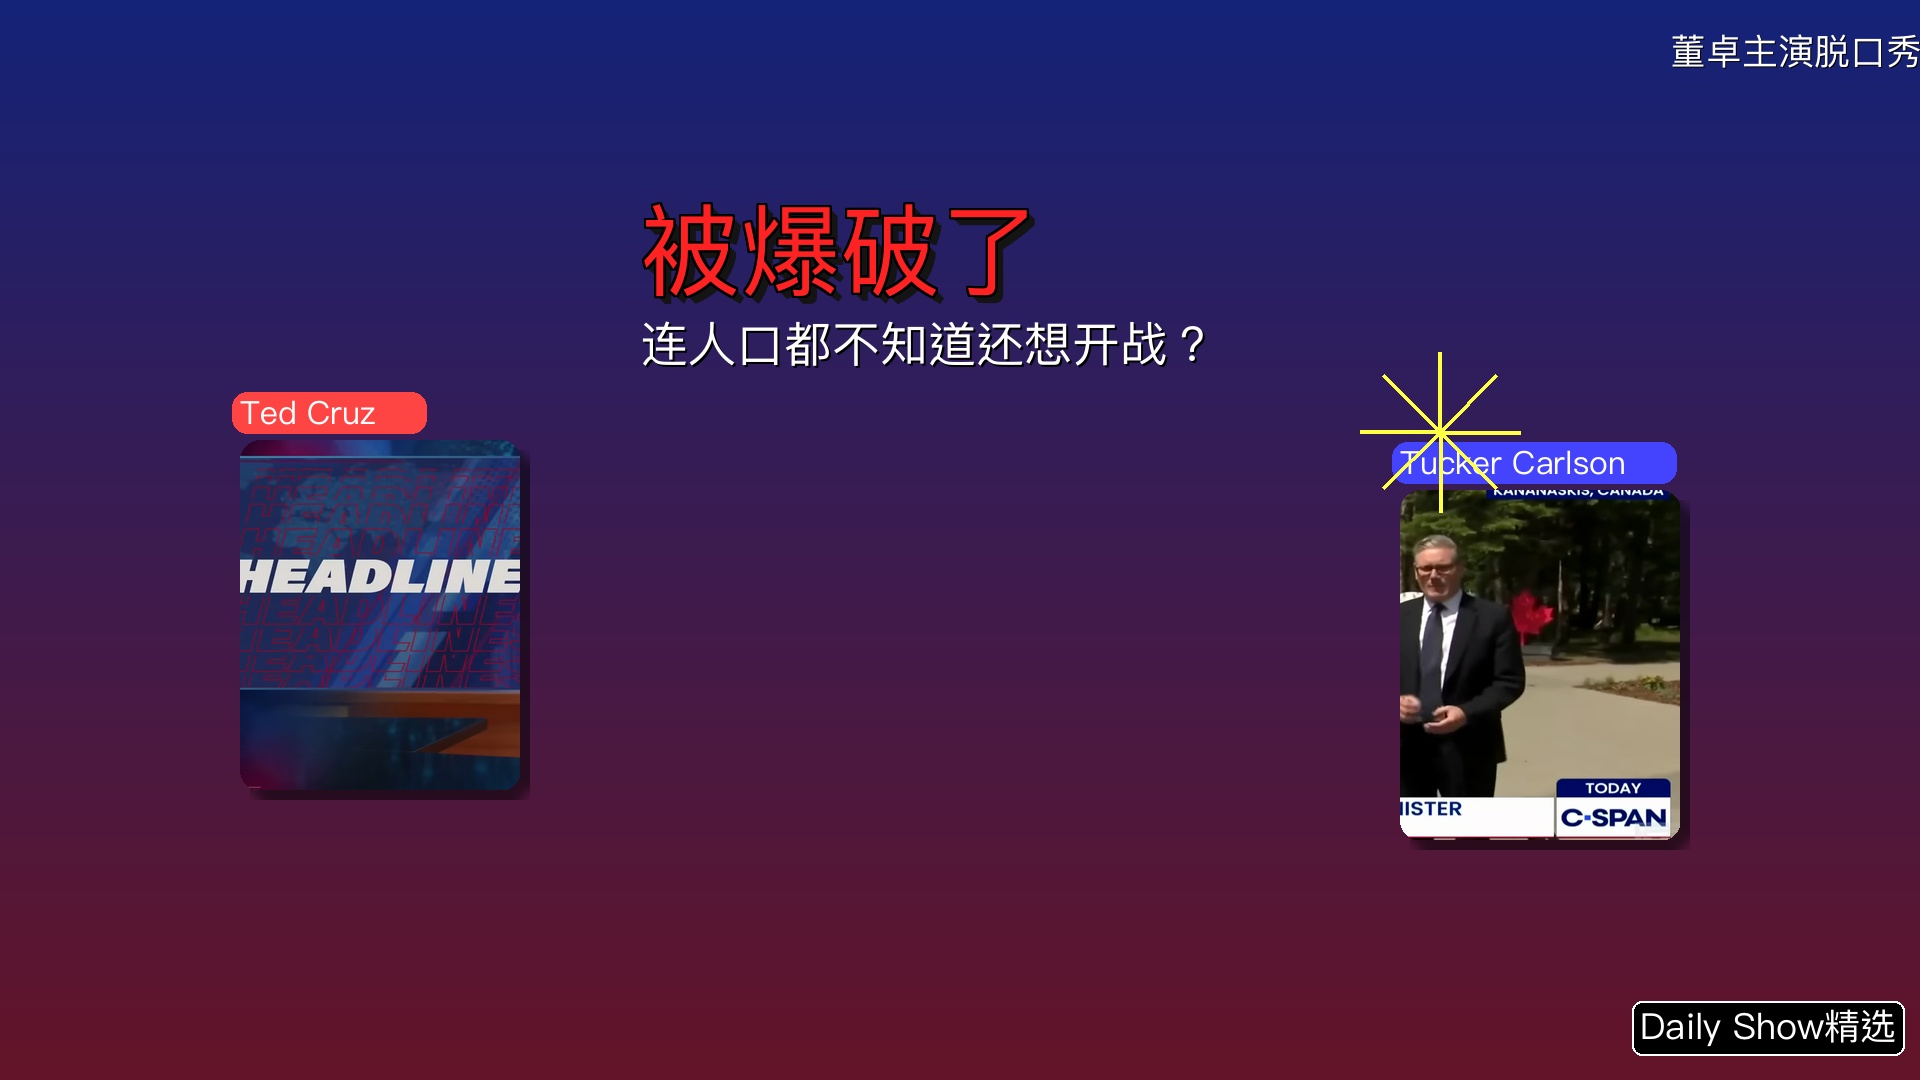 董卓主演脱口秀
被爆破了
连人口都不知道还想开战？
Ted Cruz
Tucker Carlson
KANANASKIS, CANADA
HEADLINE
TODAY
NISTER
C-SPAN
Daily Show精选